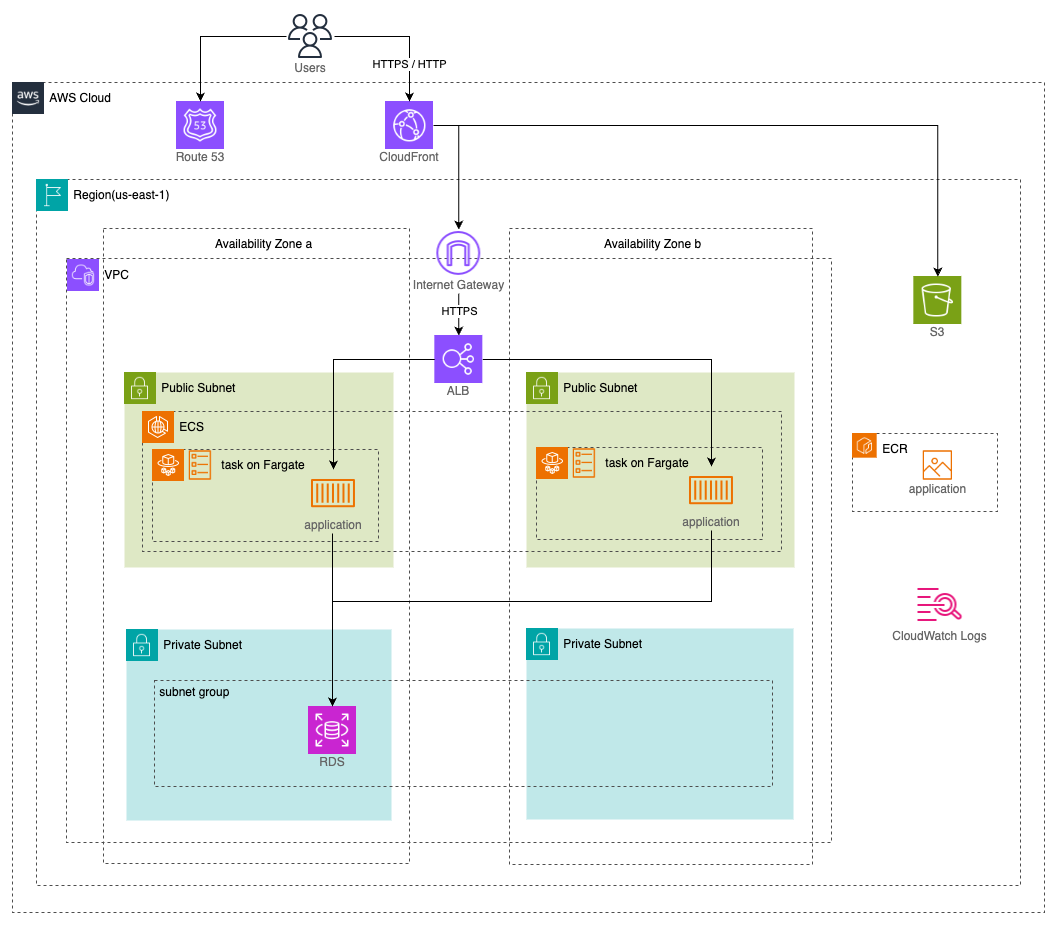 Users
HTTPS / HTTP
aws
AWS Cloud
53
Route 53
CloudFront
Region(us-east-1)
Availability Zone a
Availability Zone b
VPC
Internet Gateway
HTTPS
S3
ALB
Public Subnet
Public Subnet
ECS
task on Fargate
task on Fargate
ECR
application
application
application
CloudWatch Logs
Private Subnet
Private Subnet
subnet group
RDS